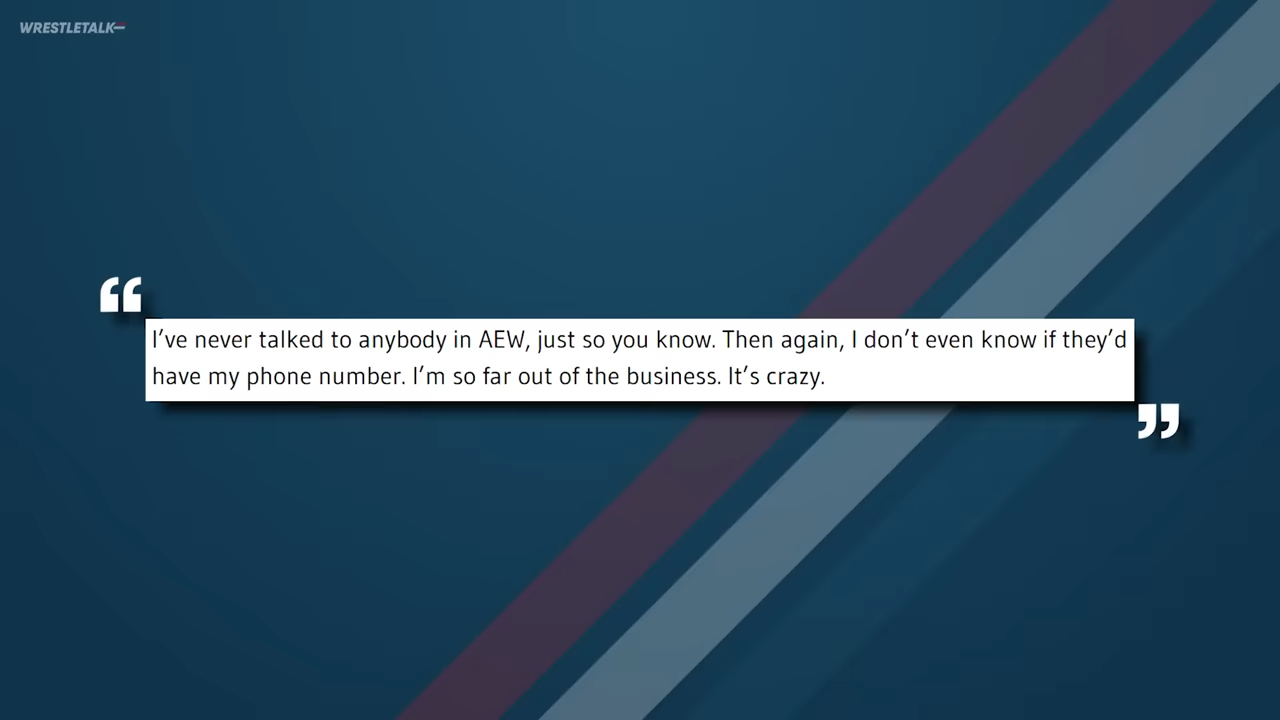 WRESTLETALK
“
I’ve never talked to anybody in AEW, just so you know. Then again, I don’t even know if they’d
have my phone number. I’m so far out of the business. It’s crazy.
”